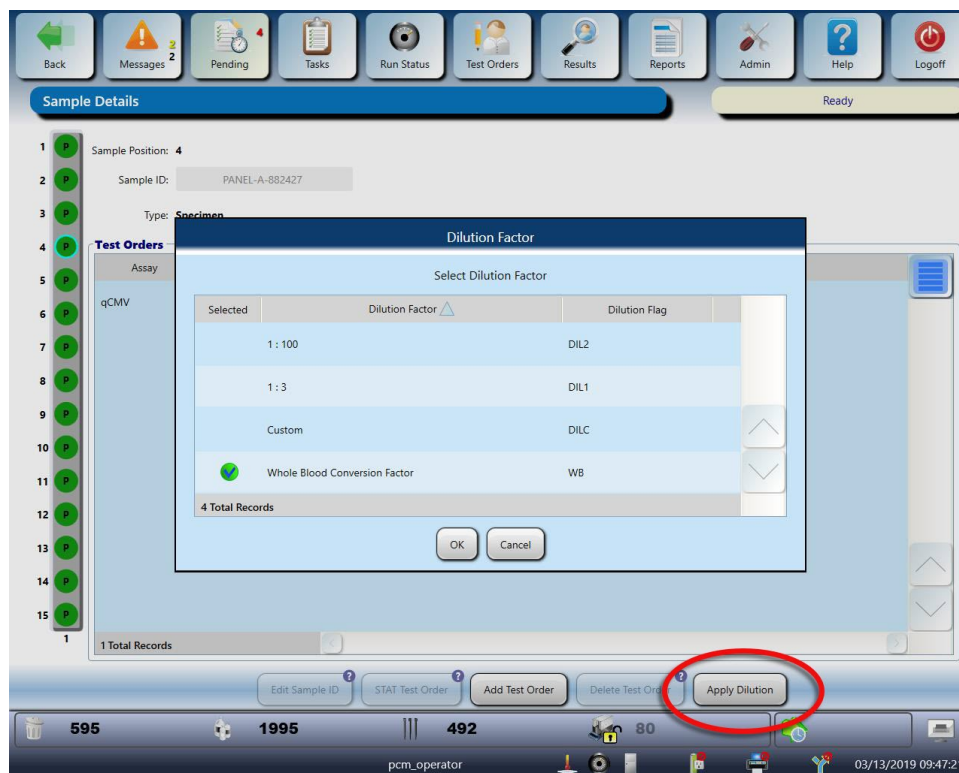 Back
Messages 2 2
Pending 4
Tasks
Run Status
Test Orders
Results
Reports
Admin
? Help
Logoff
Sample Details
Ready
1 P
2 P
3 P
4 P
5 P
6 P
7 P
8 P
9 P
10 P
11 P
12 P
13 P
14 P
15 P
1
Sample Position: 4
Sample ID: PANEL-A-882427
Type: Specimen
Test Orders
Assay
qCMV
Dilution Factor
Select Dilution Factor
Selected Dilution Factor Dilution Flag
1 : 100 DIL2
1 : 3 DIL1
Custom DILC
Whole Blood Conversion Factor WB
4 Total Records
OK Cancel
1 Total Records
Edit Sample ID ? STAT Test Order ? Add Test Order Delete Test Order ? Apply Dilution
595 1995 492 80
pcm_operator 03/13/2019 09:47:2